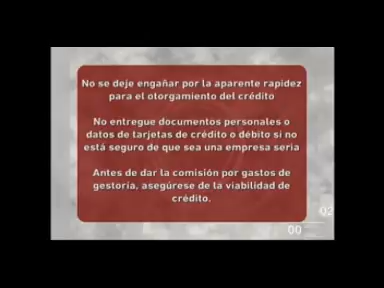 No se deje engañar por la aparente rapidez
para el otorgamiento del crédito
No entregue documentos personales o
datos de tarjetas de crédito o débito si no
está seguro de que sea una empresa seria
Antes de dar la comisión por gastos de
gestoría, asegúrese de la viabilidad de
crédito.
02
00